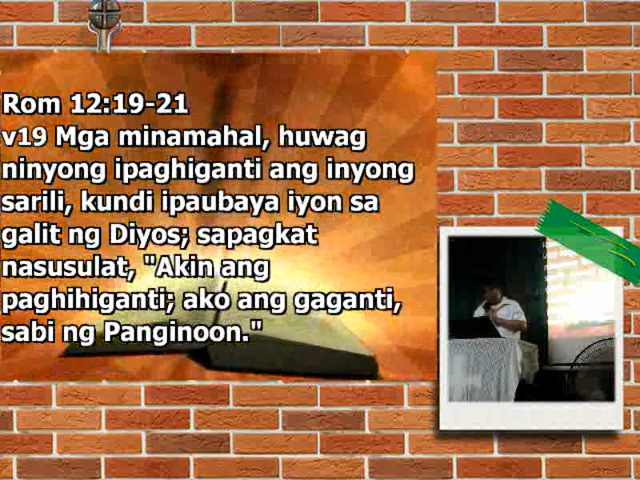 Rom 12:19-21
v19 Mga minamahal, huwag
ninyong ipaghiganti ang inyong
sarili, kundi ipaubaya iyon sa
galit ng Diyos; sapagkat
nasusulat, "Akin ang
paghihiganti; ako ang gaganti,
sabi ng Panginoon."